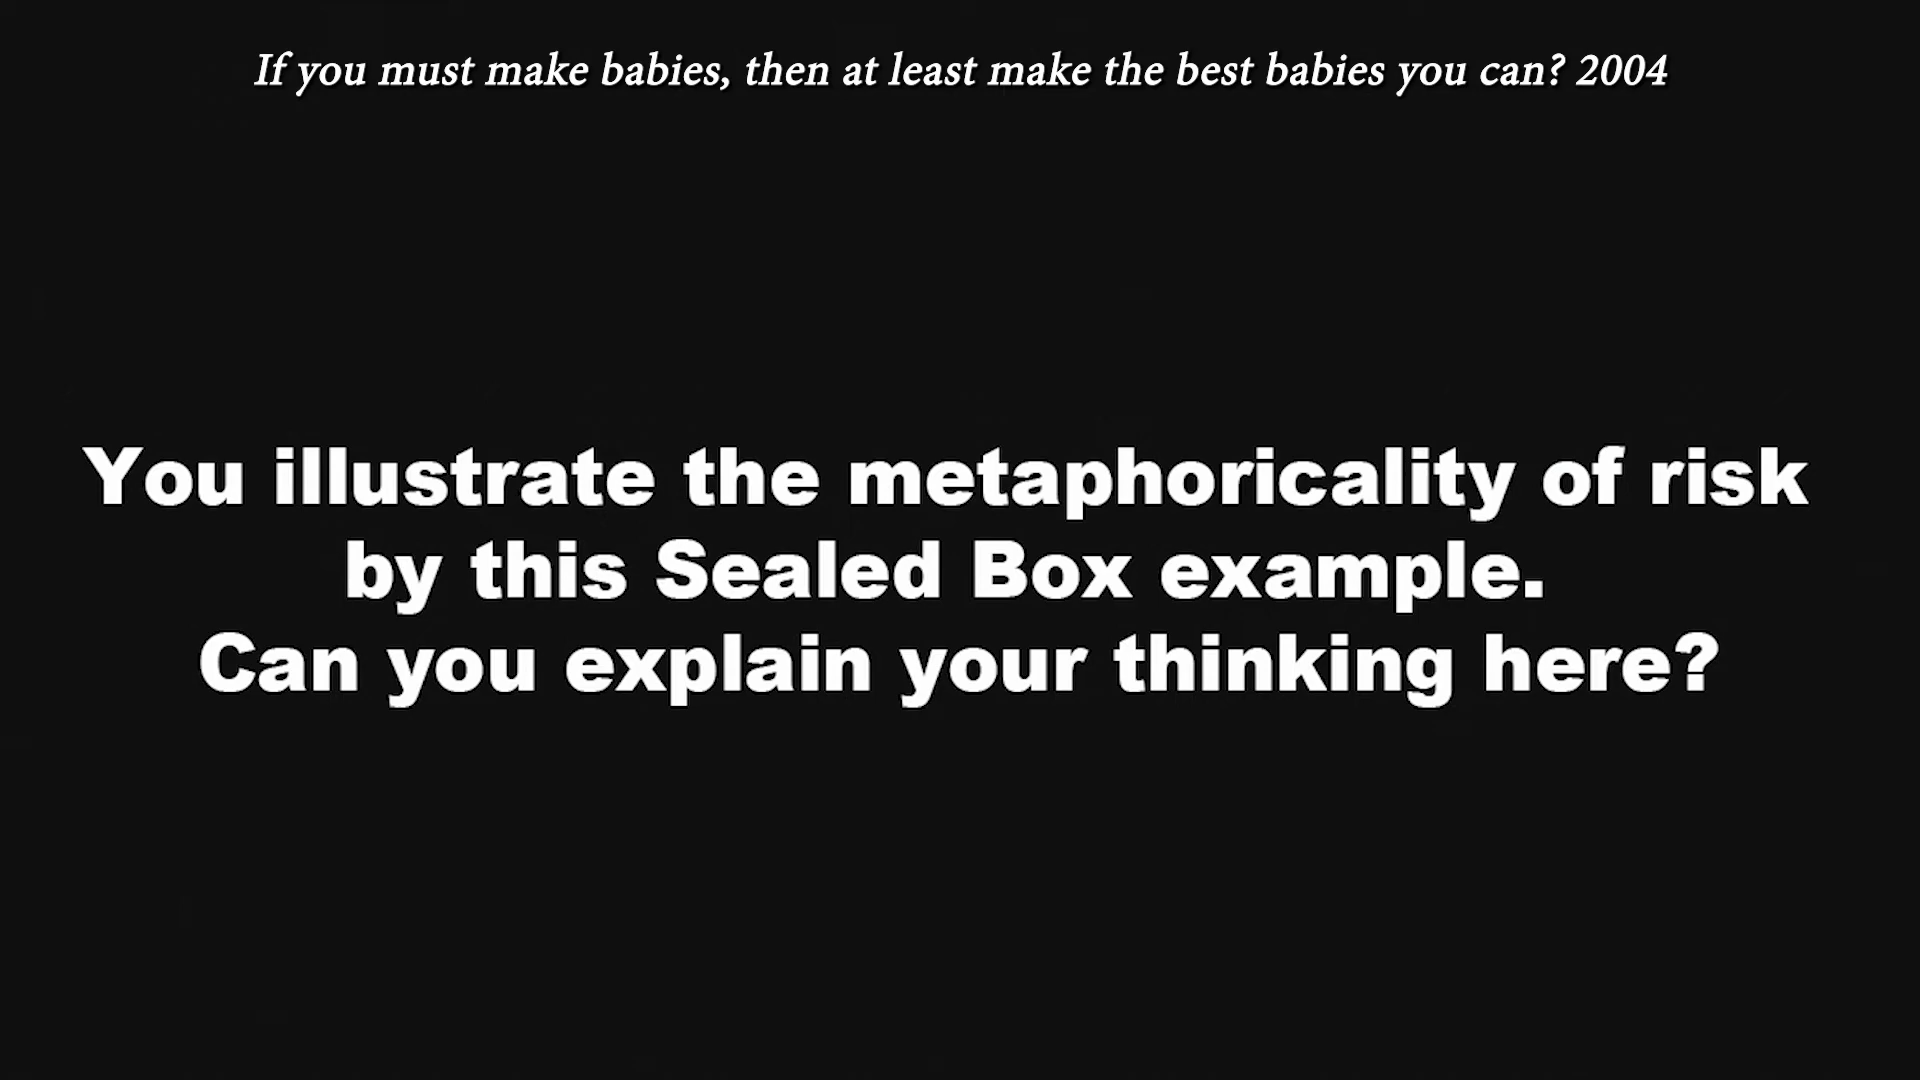 If you must make babies, then at least make the best babies you can? 2004
You illustrate the metaphoricality of risk
by this Sealed Box example.
Can you explain your thinking here?